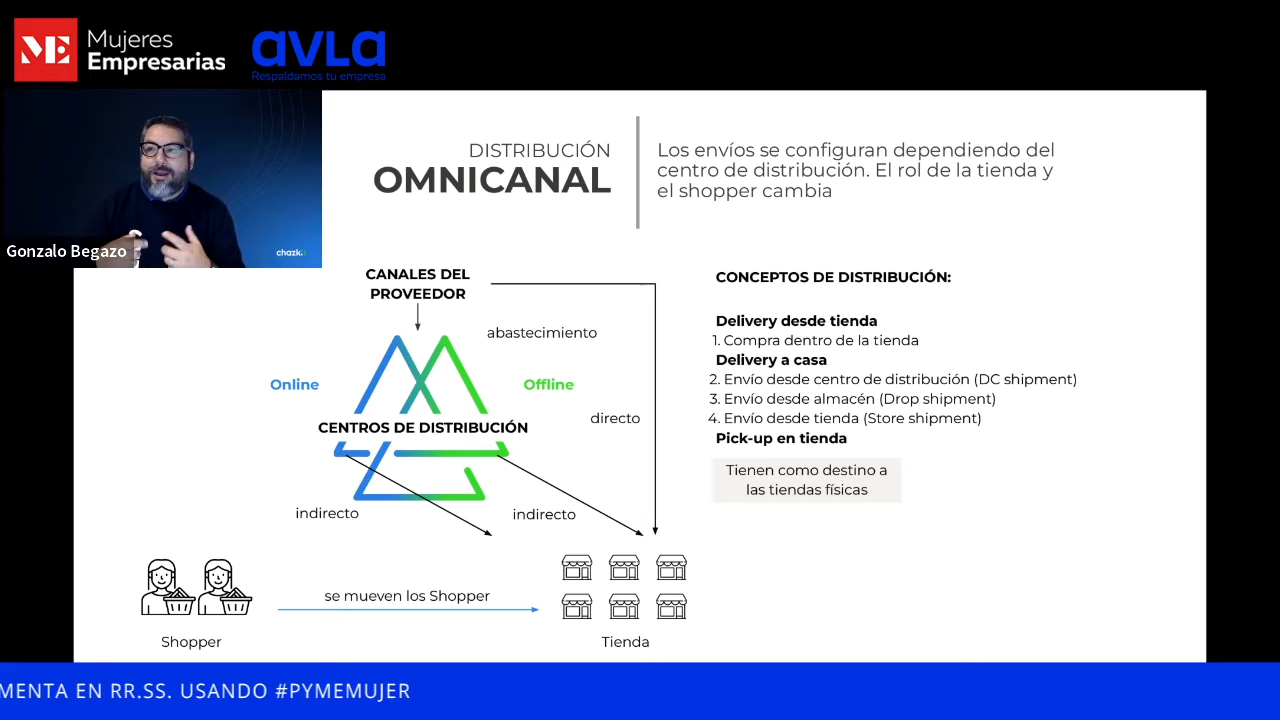 ME
Mujeres
Empresarias
avla
Respaldamos tu empresa
Gonzalo Begazo
chazki
DISTRIBUCIÓN
OMNICANAL
Los envíos se configuran dependiendo del
centro de distribución. El rol de la tienda y
el shopper cambia
CANALES DEL
PROVEEDOR
abastecimiento
Online
Offline
directo
CENTROS DE DISTRIBUCIÓN
indirecto
indirecto
se mueven los Shopper
Shopper
Tienda
CONCEPTOS DE DISTRIBUCIÓN:
Delivery desde tienda
1. Compra dentro de la tienda
Delivery a casa
2. Envío desde centro de distribución (DC shipment)
3. Envío desde almacén (Drop shipment)
4. Envío desde tienda (Store shipment)
Pick-up en tienda
Tienen como destino a
las tiendas físicas
MENTA EN RR.SS. USANDO #PYMEMUJER